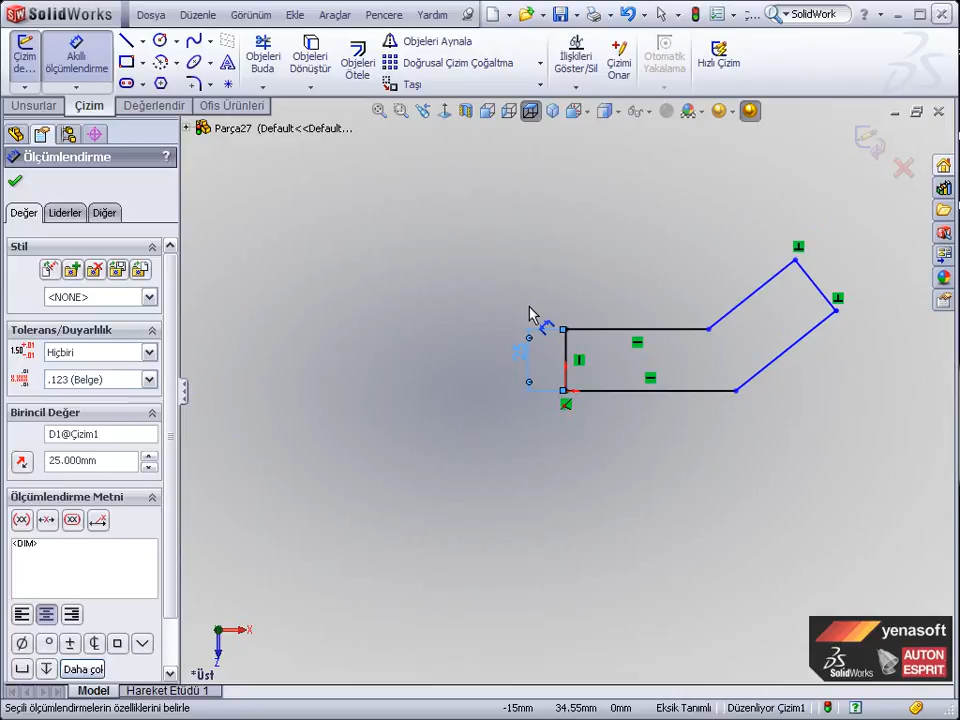 SolidWorks
Dosya Düzenle Görünüm Ekle Araçlar Pencere Yardım
SolidWork
Çizim
de...
Akıllı
ölçümlendirme
Objeleri
Buda
Objeleri
Dönüştür
Objeleri
Ötele
Objeleri Aynala
Doğrusal Çizim Çoğaltma
Taşı
İlişkileri
Göster/Sil
Çizimi
Onar
Otomatik
Yakalama
Hızlı Çizim
Unsurlar Çizim Değerlendir Ofis Ürünleri
Parça27 (Default<<Default...
Ölçümlendirme ?
Değer Liderler Diğer
Stil
<NONE>
Tolerans/Duyarlılık
Hiçbiri
.123 (Belge)
Birincil Değer
D1@Çizim1
25.000mm
Ölçümlendirme Metni
<DIM>
Daha çok
X
Z
*Üst
yenasoft
SolidWorks
AUTON
ESPRIT
Model Hareket Etüdü 1
Seçili ölçümlendirmelerin özelliklerini belirle -15mm 34.55mm 0mm Eksik Tanımlı Düzenliyor Çizim1